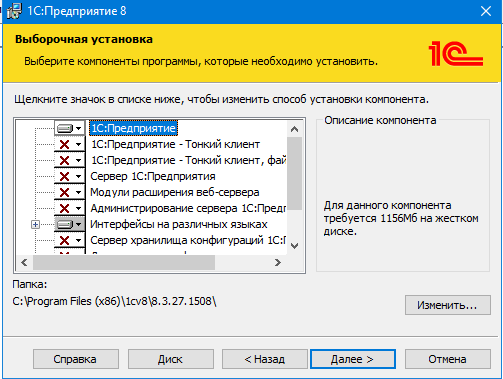 1С:Предприятие 8
Выборочная установка
Выберите компоненты программы, которые необходимо установить.
1С
Щелкните значок в списке ниже, чтобы изменить способ установки компонента.
1С:Предприятие
1С:Предприятие - Тонкий клиент
1С:Предприятие - Тонкий клиент, фай
Сервер 1С:Предприятия
Модули расширения веб-сервера
Администрирование сервера 1С:Предп
Интерфейсы на различных языках
Сервер хранилища конфигураций 1С:П
Описание компонента
Для данного компонента
требуется 1156Мб на жестком
диске.
Папка:
C:\Program Files (x86)\1cv8\8.3.27.1508\
Изменить...
Справка
Диск
< Назад
Далее >
Отмена